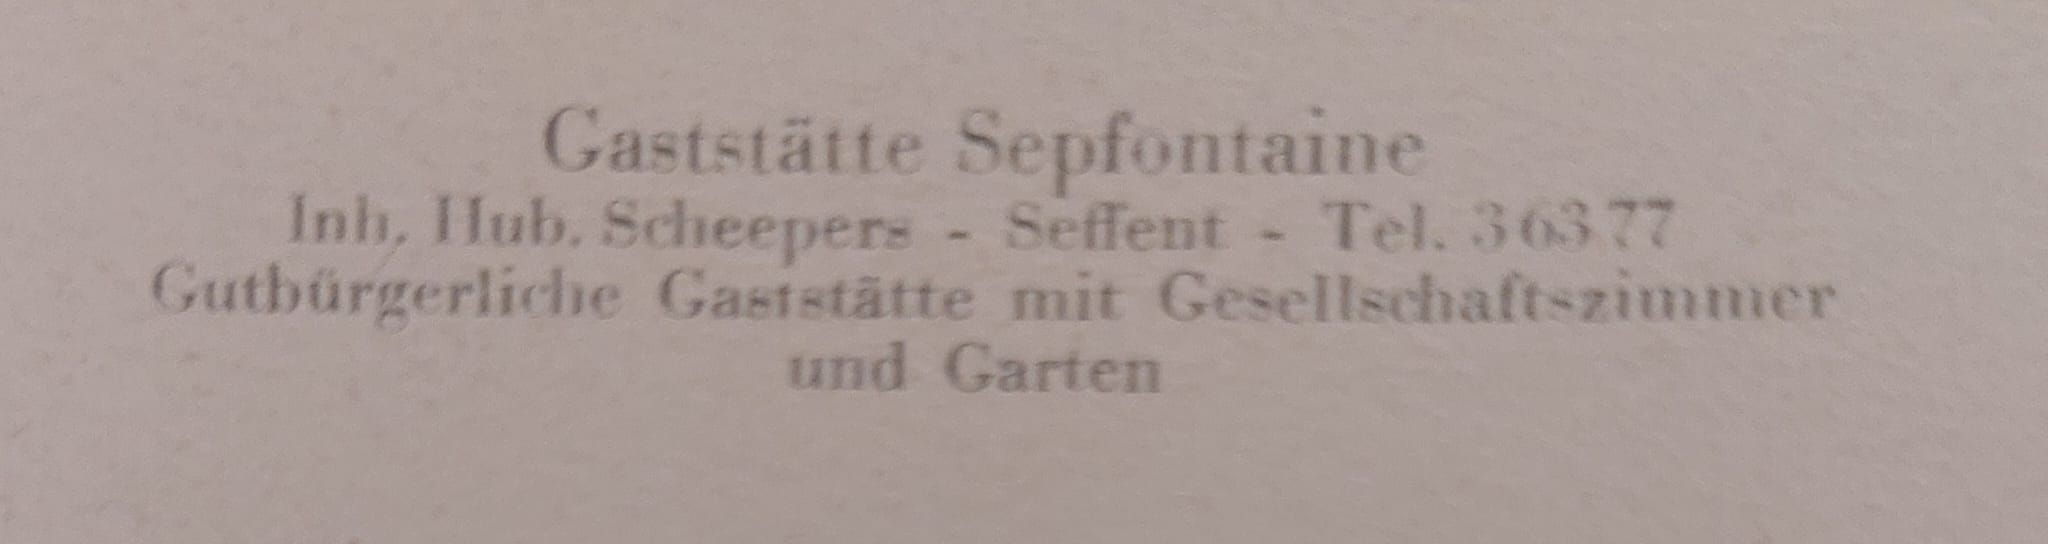 Gaststätte Sepfontaine
Inh. Hub. Scheepers - Seffent - Tel. 36377
Gutbürgerliche Gaststätte mit Gesellschaftszimmer
und Garten